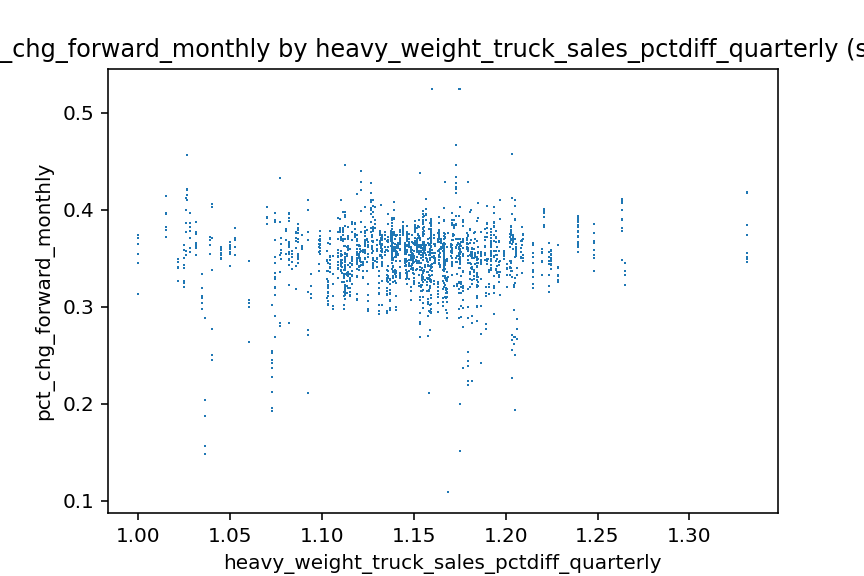 _chg_forward_monthly by heavy_weight_truck_sales_pctdiff_quarterly (s
0.5
0.4
0.3
0.2
0.1
pct_chg_forward_monthly
1.00 1.05 1.10 1.15 1.20 1.25 1.30
heavy_weight_truck_sales_pctdiff_quarterly